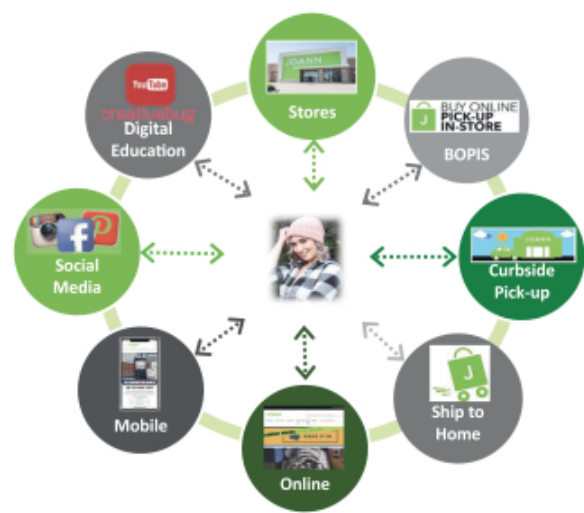 JOANN
Stores
BUY ONLINE
PICK-UP
IN-STORE
J
BOPIS
JOANN
Curbside
Pick-up
J
Ship to
Home
Online
Mobile
Social
Media
YouTube
creativebug
Digital
Education